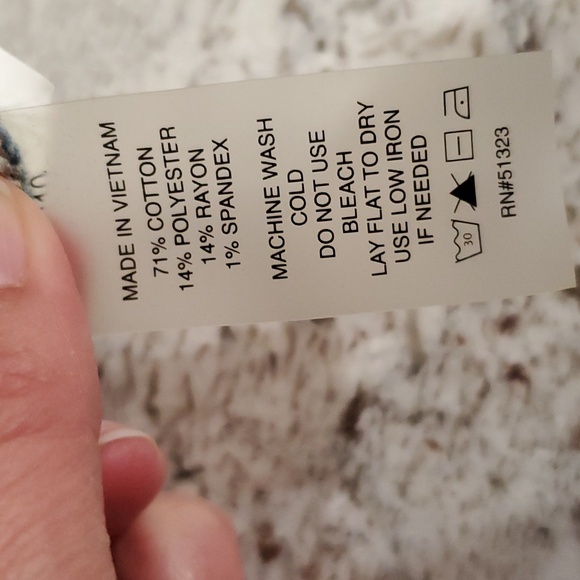 MADE IN VIETNAM
71% COTTON
14% POLYESTER
14% RAYON
1% SPANDEX
MACHINE WASH
COLD
DO NOT USE
BLEACH
LAY FLAT TO DRY
USE LOW IRON
IF NEEDED
30
RN#51323